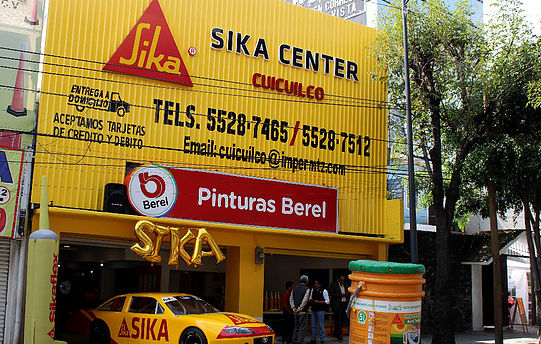 Sika
®
SIKA CENTER
CUICUILCO
ENTREGA A
DOMICILIO
ACEPTAMOS TARJETAS
DE CREDITO Y DEBITO
TELS. 5528-7465 / 5528-7512
Email: cuicuilco@impermtz.com
B
Berel
Pinturas Berel
SIKA
Sikaflex
SIKA